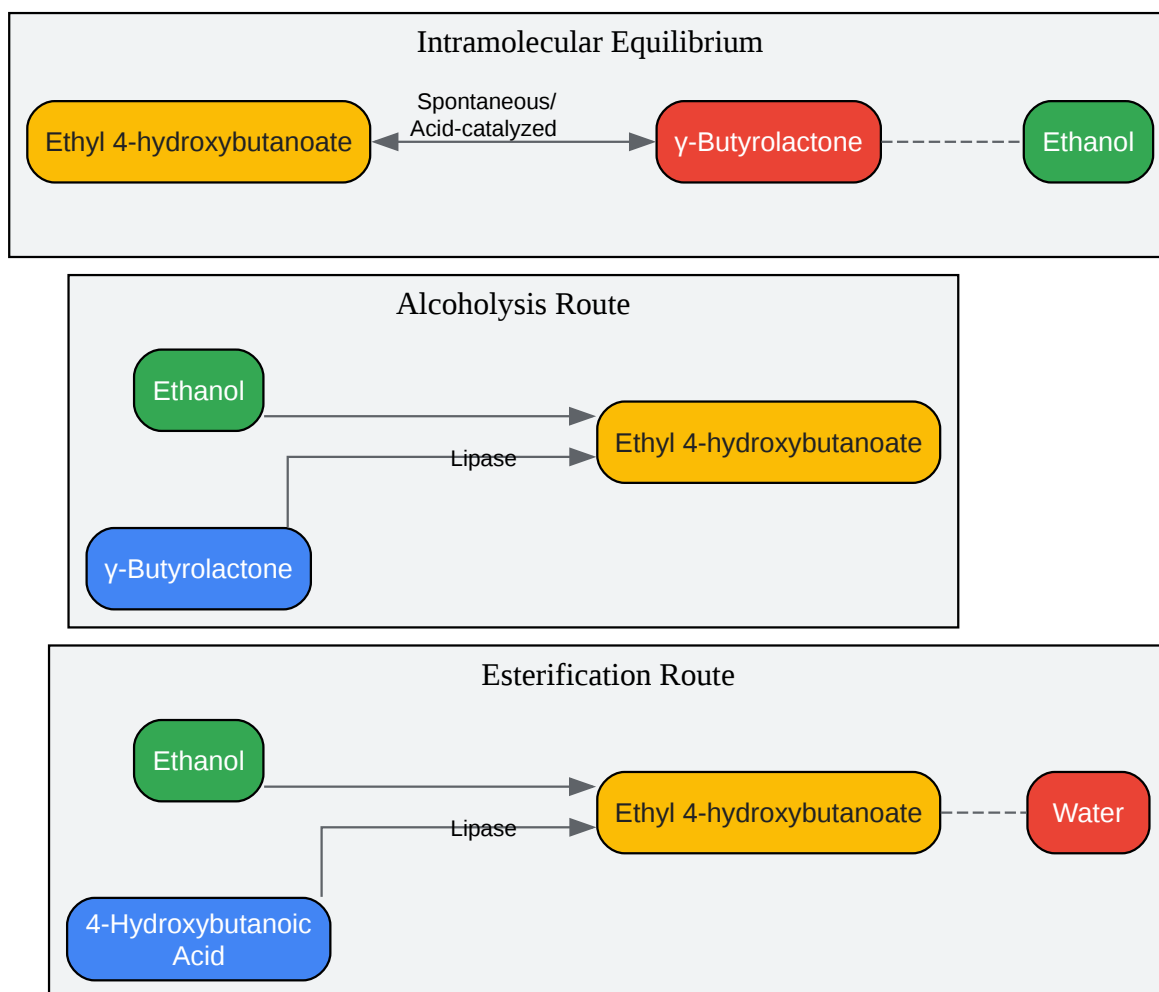 Intramolecular Equilibrium
Spontaneous/
Acid-catalyzed
Ethyl 4-hydroxybutanoate
γ-Butyrolactone
Ethanol
Alcoholysis Route
Ethanol
Ethyl 4-hydroxybutanoate
Lipase
γ-Butyrolactone
Esterification Route
Ethanol
Ethyl 4-hydroxybutanoate
Water
Lipase
4-Hydroxybutanoic
Acid